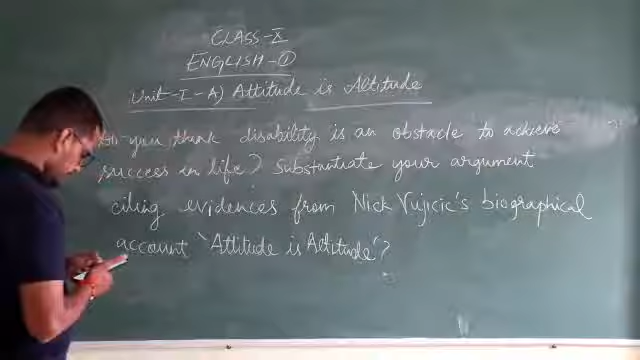 CLASS-X
ENGLISH-①
Unit-I-A) Attitude is Altitude
Do you think disability is an obstacle to achieve
success in life? Substantiate your argument
citing evidences from Nick Vujicic's biographical
account 'Attitude is Altitude'?